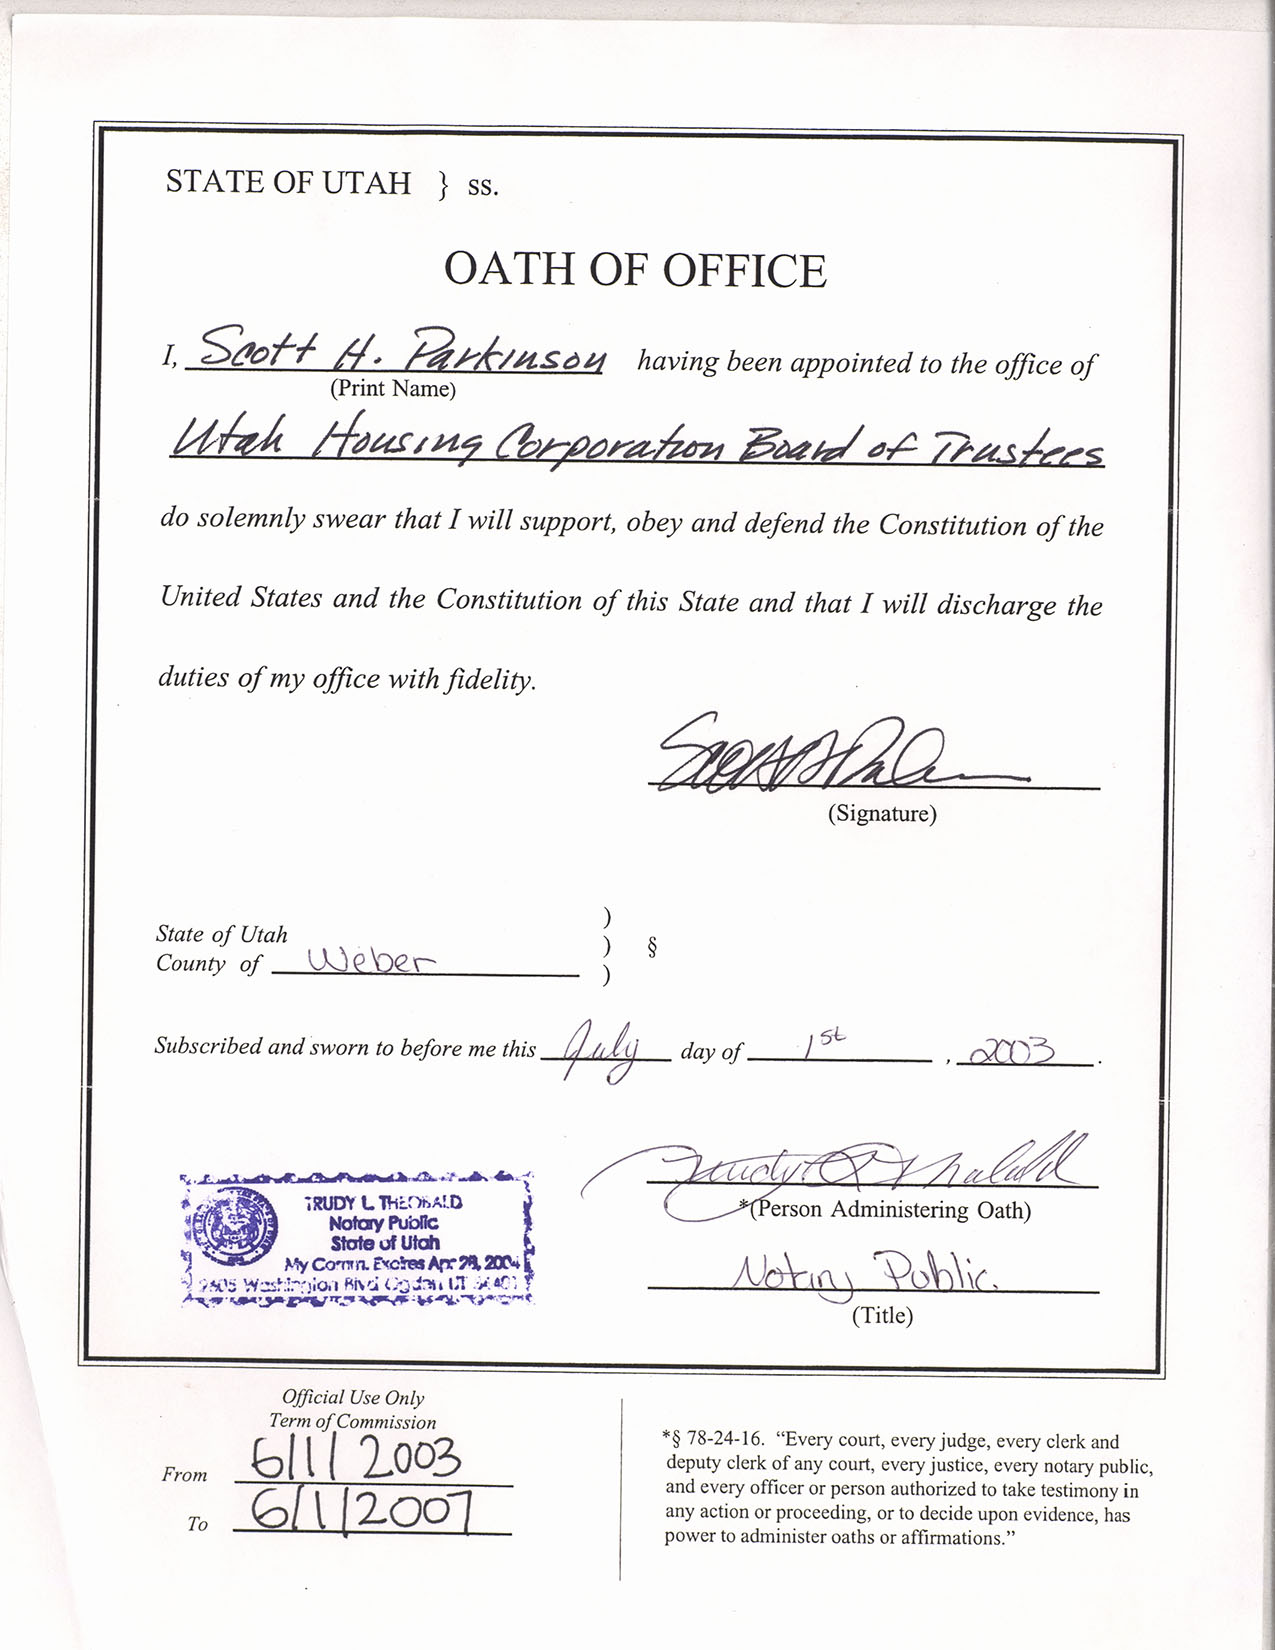 STATE OF UTAH } ss.
OATH OF OFFICE
I, Scott H. Parkinson having been appointed to the office of
(Print Name)
Utah Housing Corporation Board of Trustees
do solemnly swear that I will support, obey and defend the Constitution of the
United States and the Constitution of this State and that I will discharge the
duties of my office with fidelity.
(Signature)
)
State of Utah ) §
County of Weber )
Subscribed and sworn to before me this July day of 1st, 2003.
*(Person Administering Oath)
TRUDY L. THEOBALD
Notary Public
State of Utah
My Comm. Expires Apr 28, 2004
Washington Blvd Ogden UT
Notary Public
(Title)
Official Use Only
Term of Commission
From 6/1/2003
To 6/1/2007
*§ 78-24-16. “Every court, every judge, every clerk and
deputy clerk of any court, every justice, every notary public,
and every officer or person authorized to take testimony in
any action or proceeding, or to decide upon evidence, has
power to administer oaths or affirmations.”